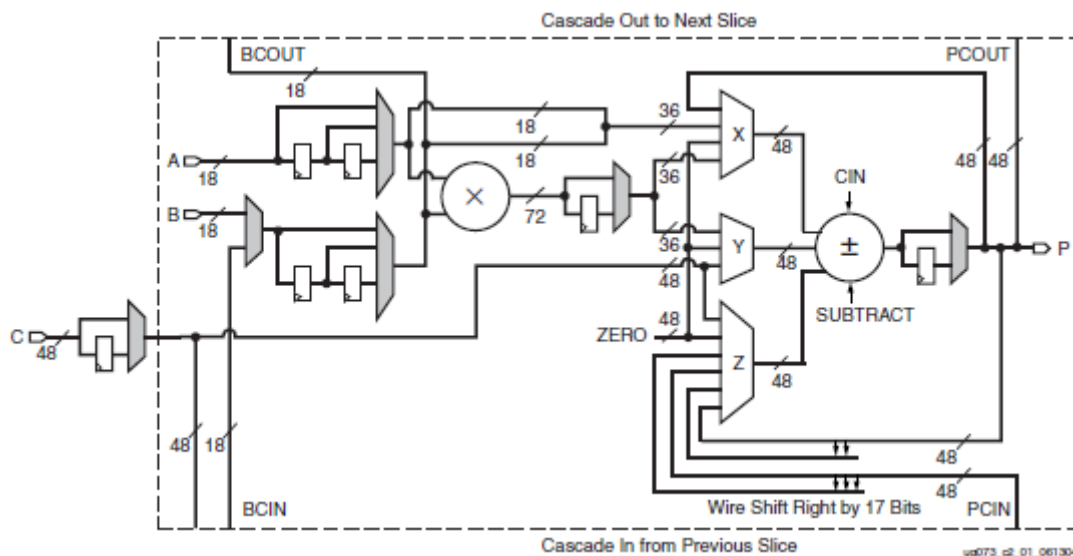 Cascade Out to Next Slice
BCOUT
PCOUT
18
18
36
X
48
A
18
18
36
48
48
CIN
×
72
B
18
36
Y
48
±
P
48
SUBTRACT
C
48
ZERO
48
Z
48
48
18
48
48
Wire Shift Right by 17 Bits
BCIN
PCIN
Cascade In from Previous Slice